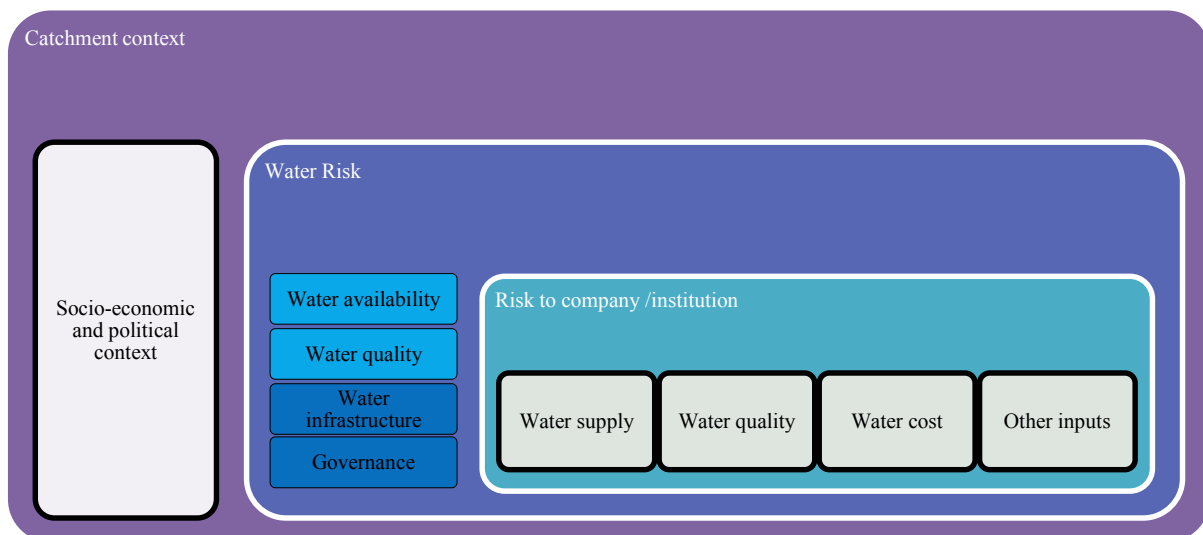 Catchment context
Socio-economic
and political
context
Water Risk
Water availability
Water quality
Water
infrastructure
Governance
Risk to company /institution
Water supply
Water quality
Water cost
Other inputs